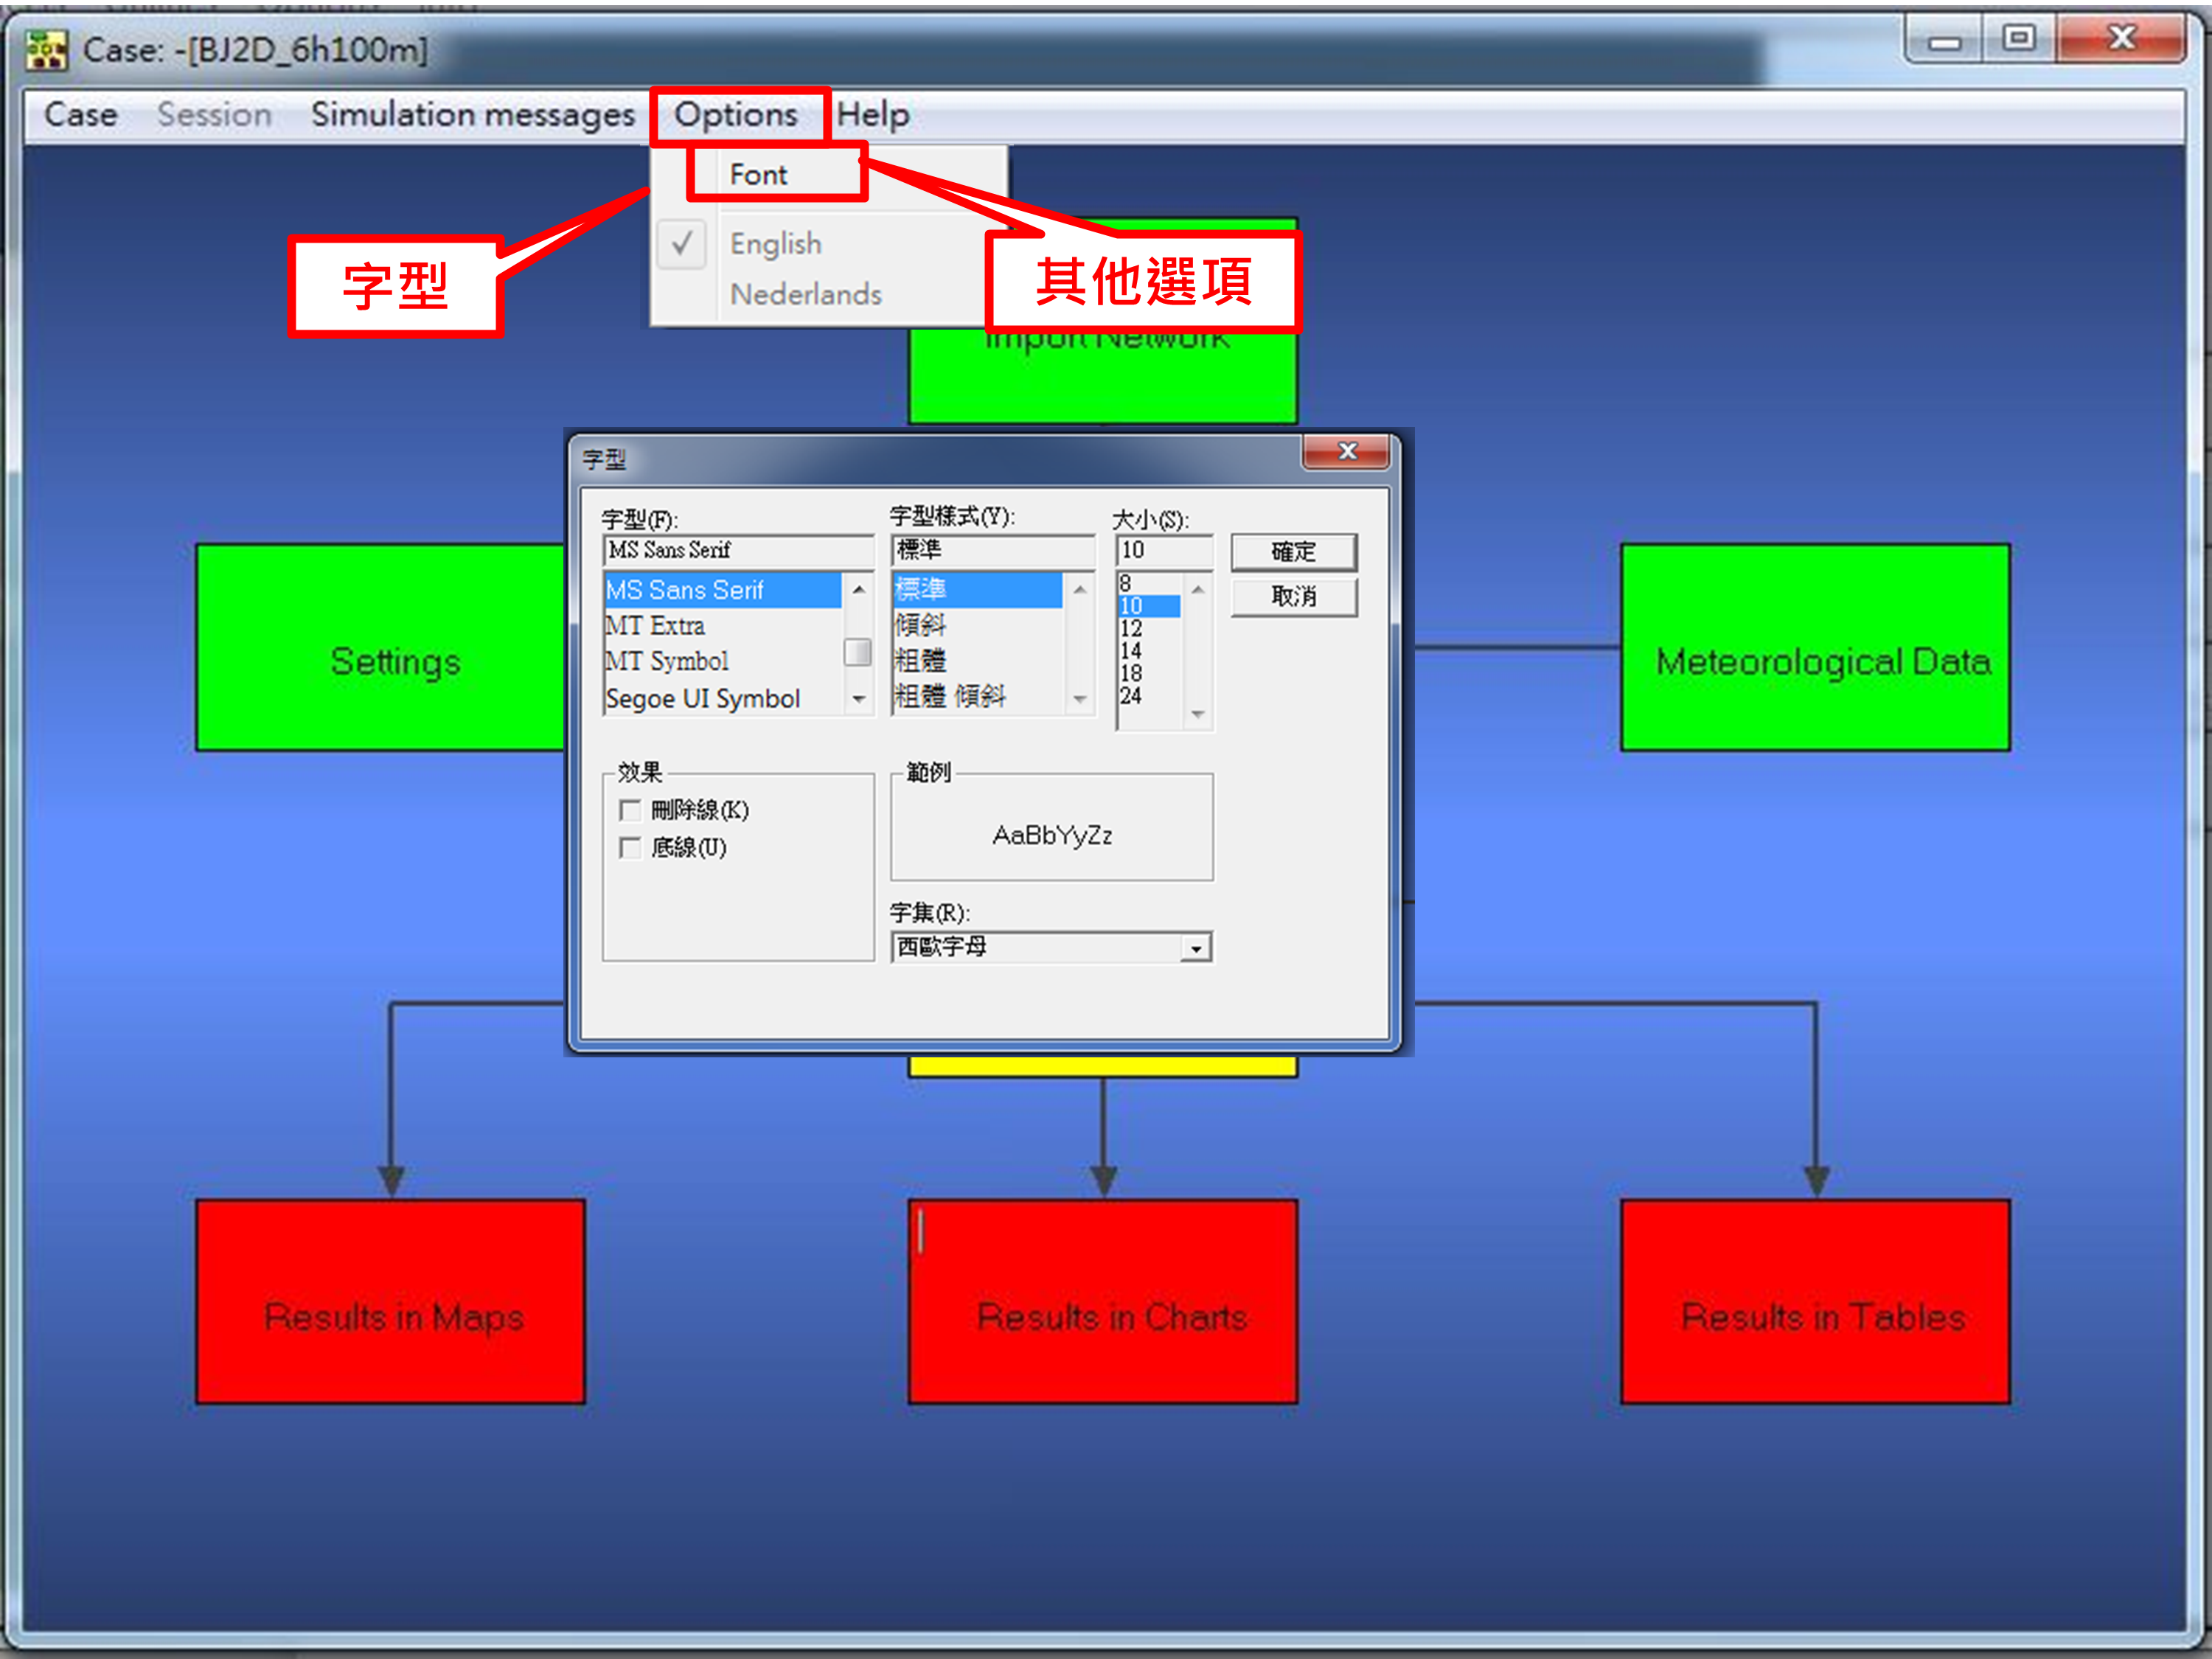 Case: -[BJ2D_6h100m]
Case Session Simulation messages Options Help
Font
English
Nederlands
字型
其他選項
Import Network
字型
字型(F):
字型樣式(Y):
大小(S):
MS Sans Serif
標準
10
確定
取消
MS Sans Serif
MT Extra
MT Symbol
Segoe UI Symbol
標準
傾斜
粗體
粗體 傾斜
8
10
12
14
18
24
效果
刪除線(K)
底線(U)
範例
AaBbYyZz
字集(R):
西歐字母
Settings
Meteorological Data
Results in Maps
Results in Charts
Results in Tables